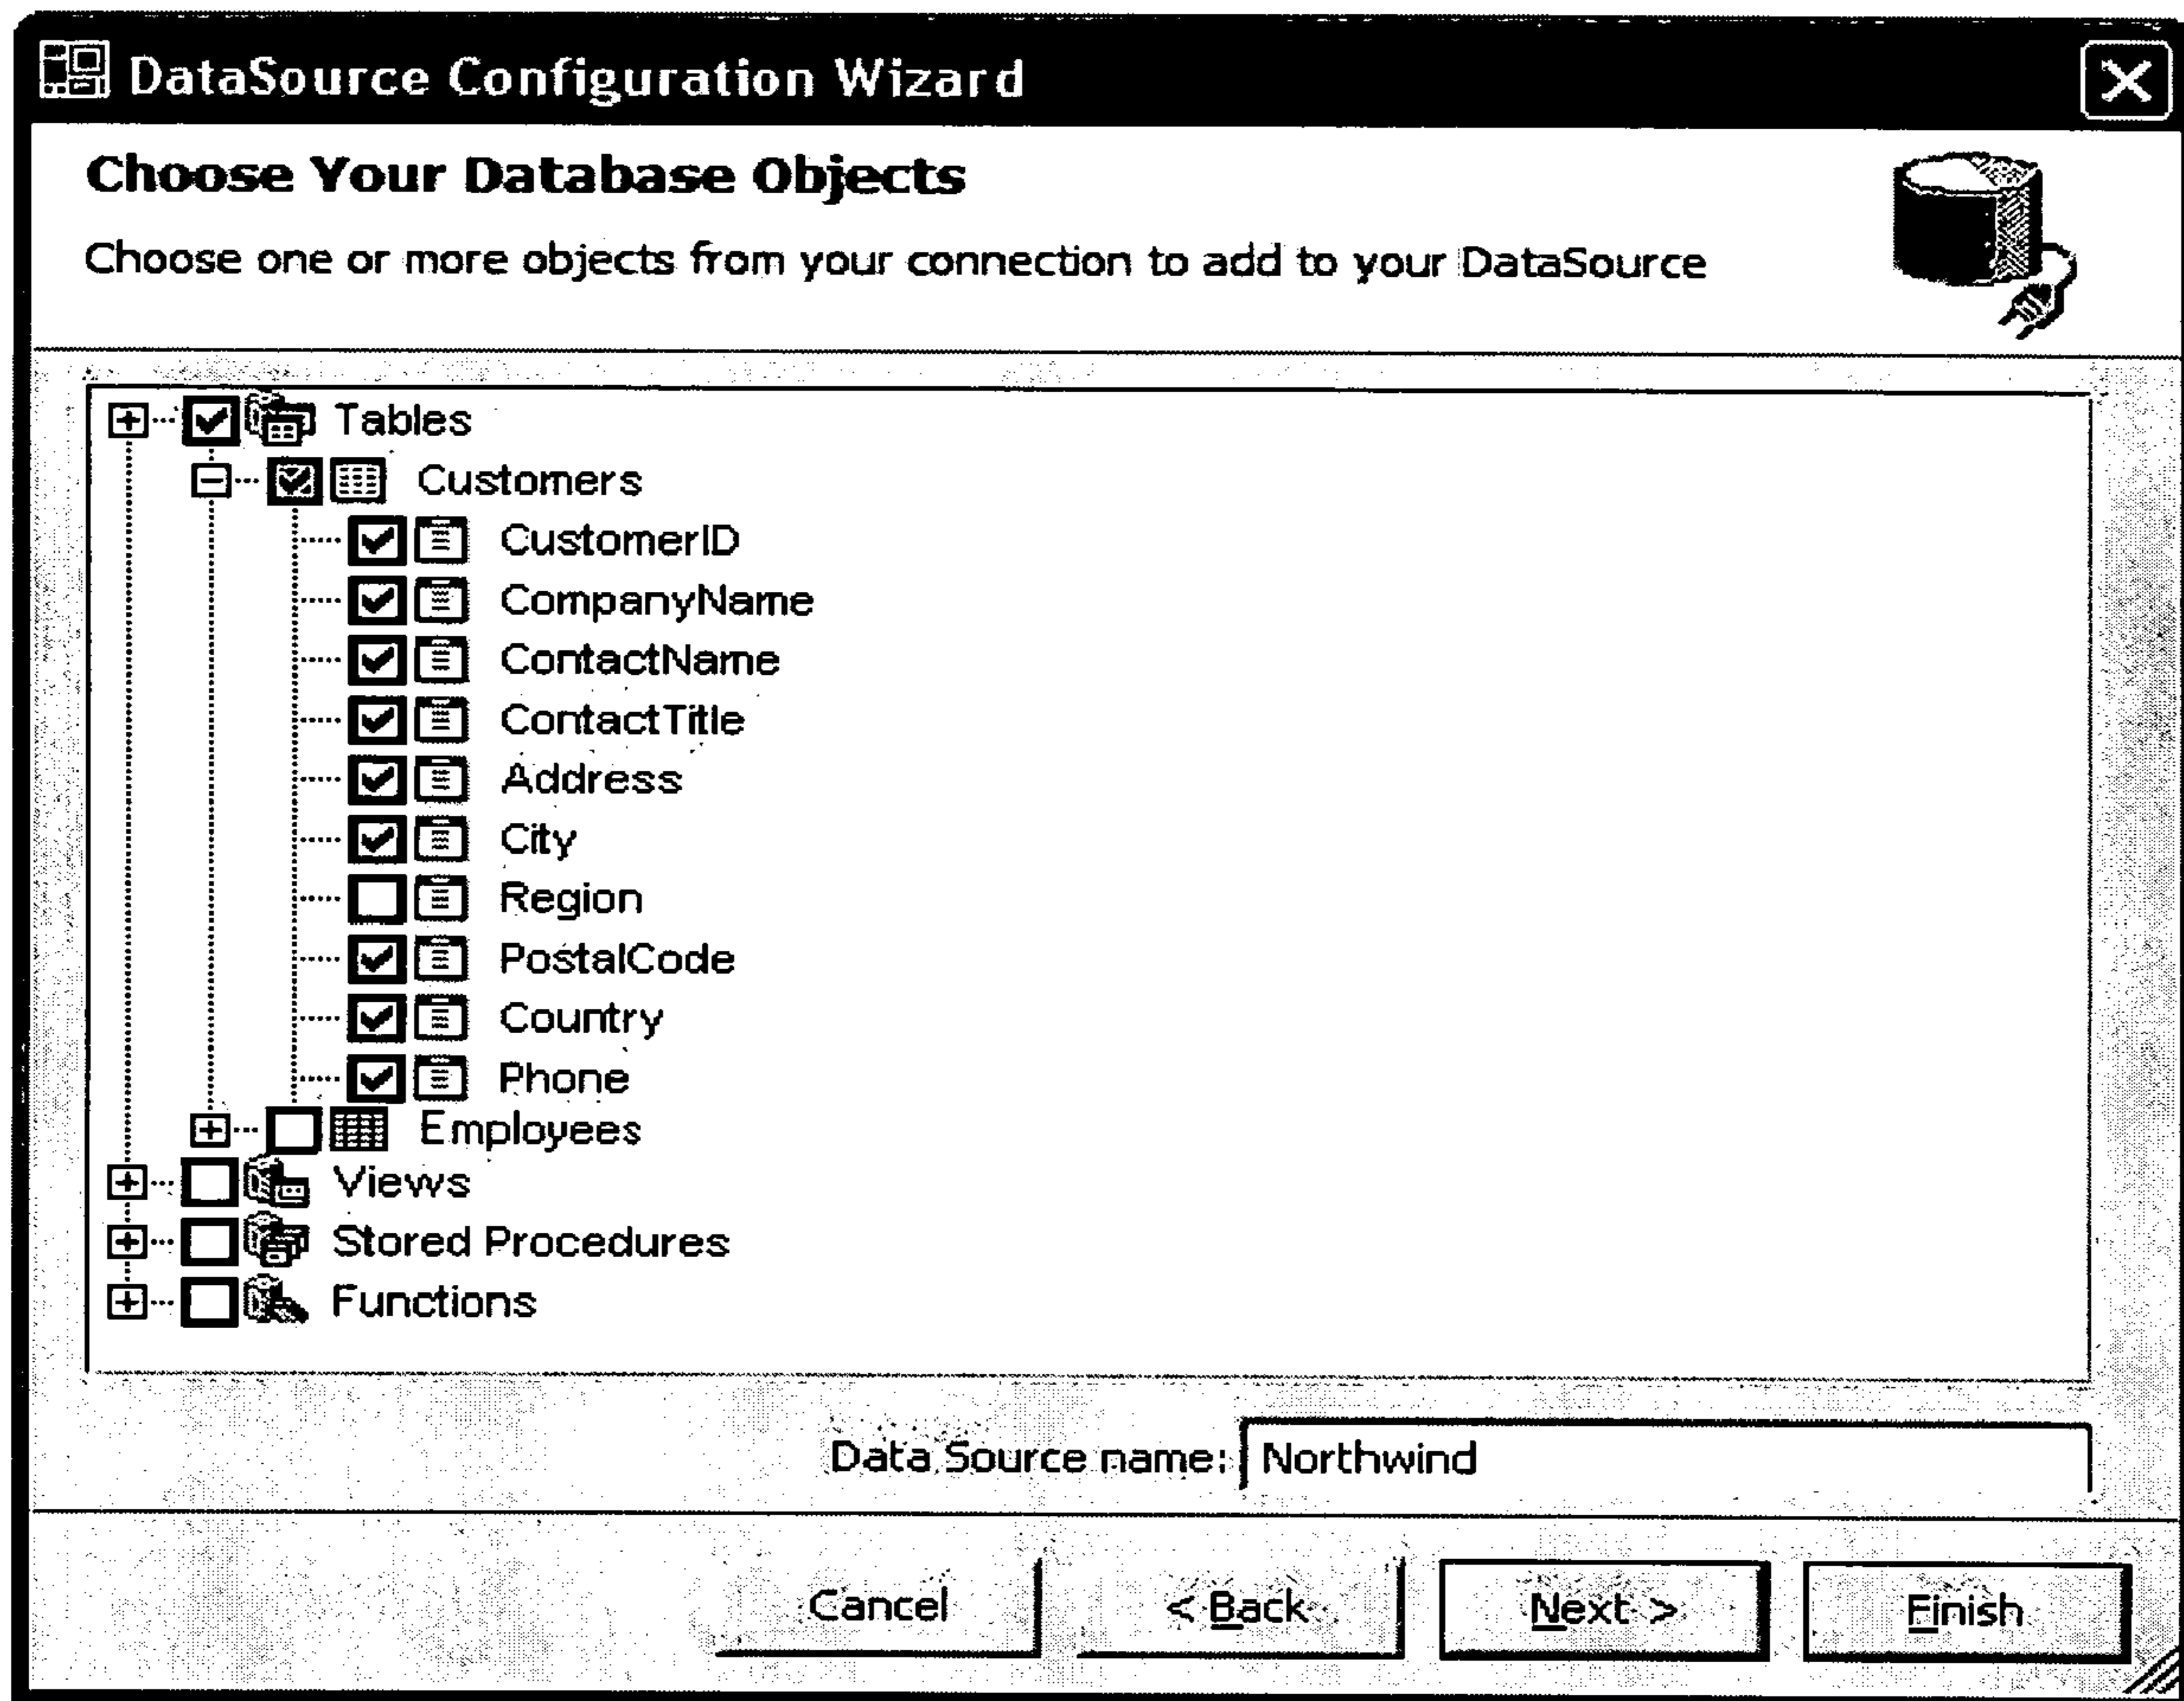 DataSource Configuration Wizard
Choose Your Database Objects
Choose one or more objects from your connection to add to your DataSource
Tables
Customers
CustomerID
CompanyName
ContactName
ContactTitle
Address
City
Region
PostalCode
Country
Phone
Employees
Views
Stored Procedures
Functions
Data Source name: Northwind
Cancel < Back Next > Finish